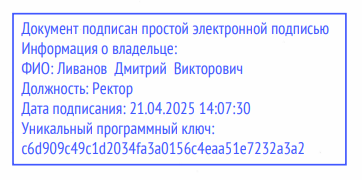 Документ подписан простой электронной подписью
Информация о владельце:
ФИО: Ливанов Дмитрий Викторович
Должность: Ректор
Дата подписания: 21.04.2025 14:07:30
Уникальный программный ключ:
c6d909c49c1d2034fa3a0156c4eaa51e7232a3a2